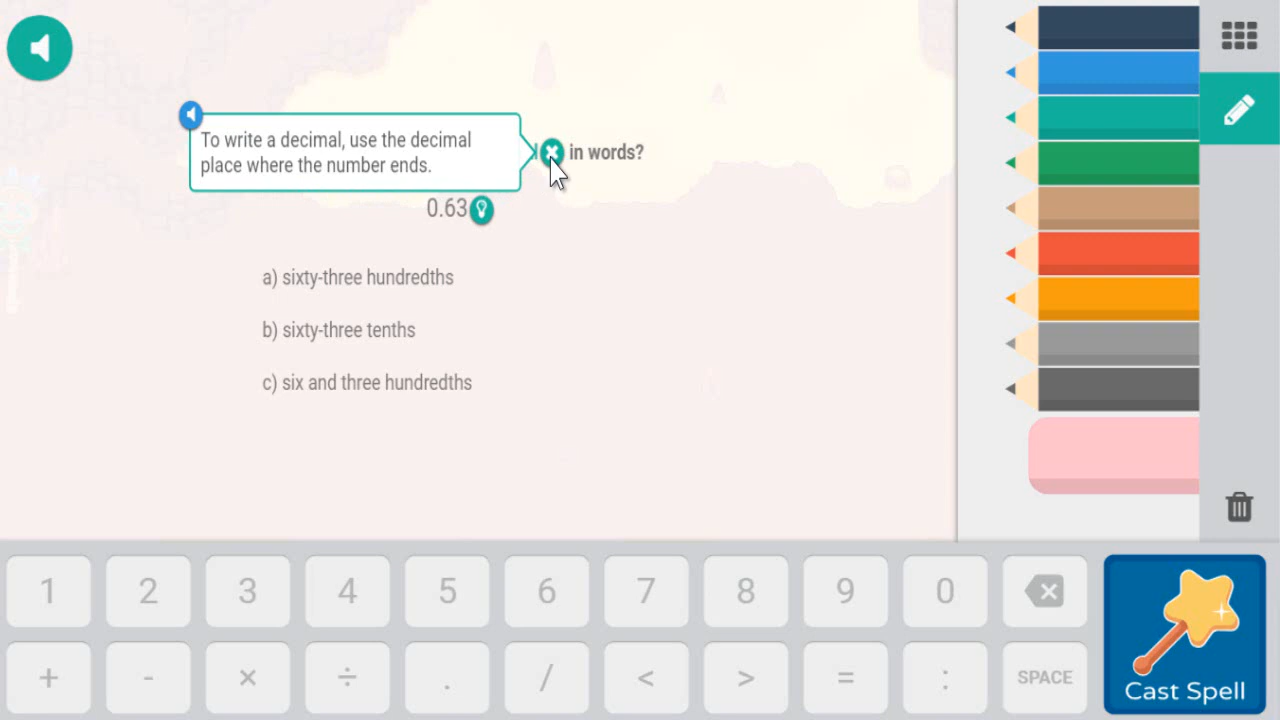 To write a decimal, use the decimal
place where the number ends.
in words?
0.63
a) sixty-three hundredths
b) sixty-three tenths
c) six and three hundredths
1 2 3 4 5 6 7 8 9 0
+ - × ÷ . / < > = : SPACE
Cast Spell